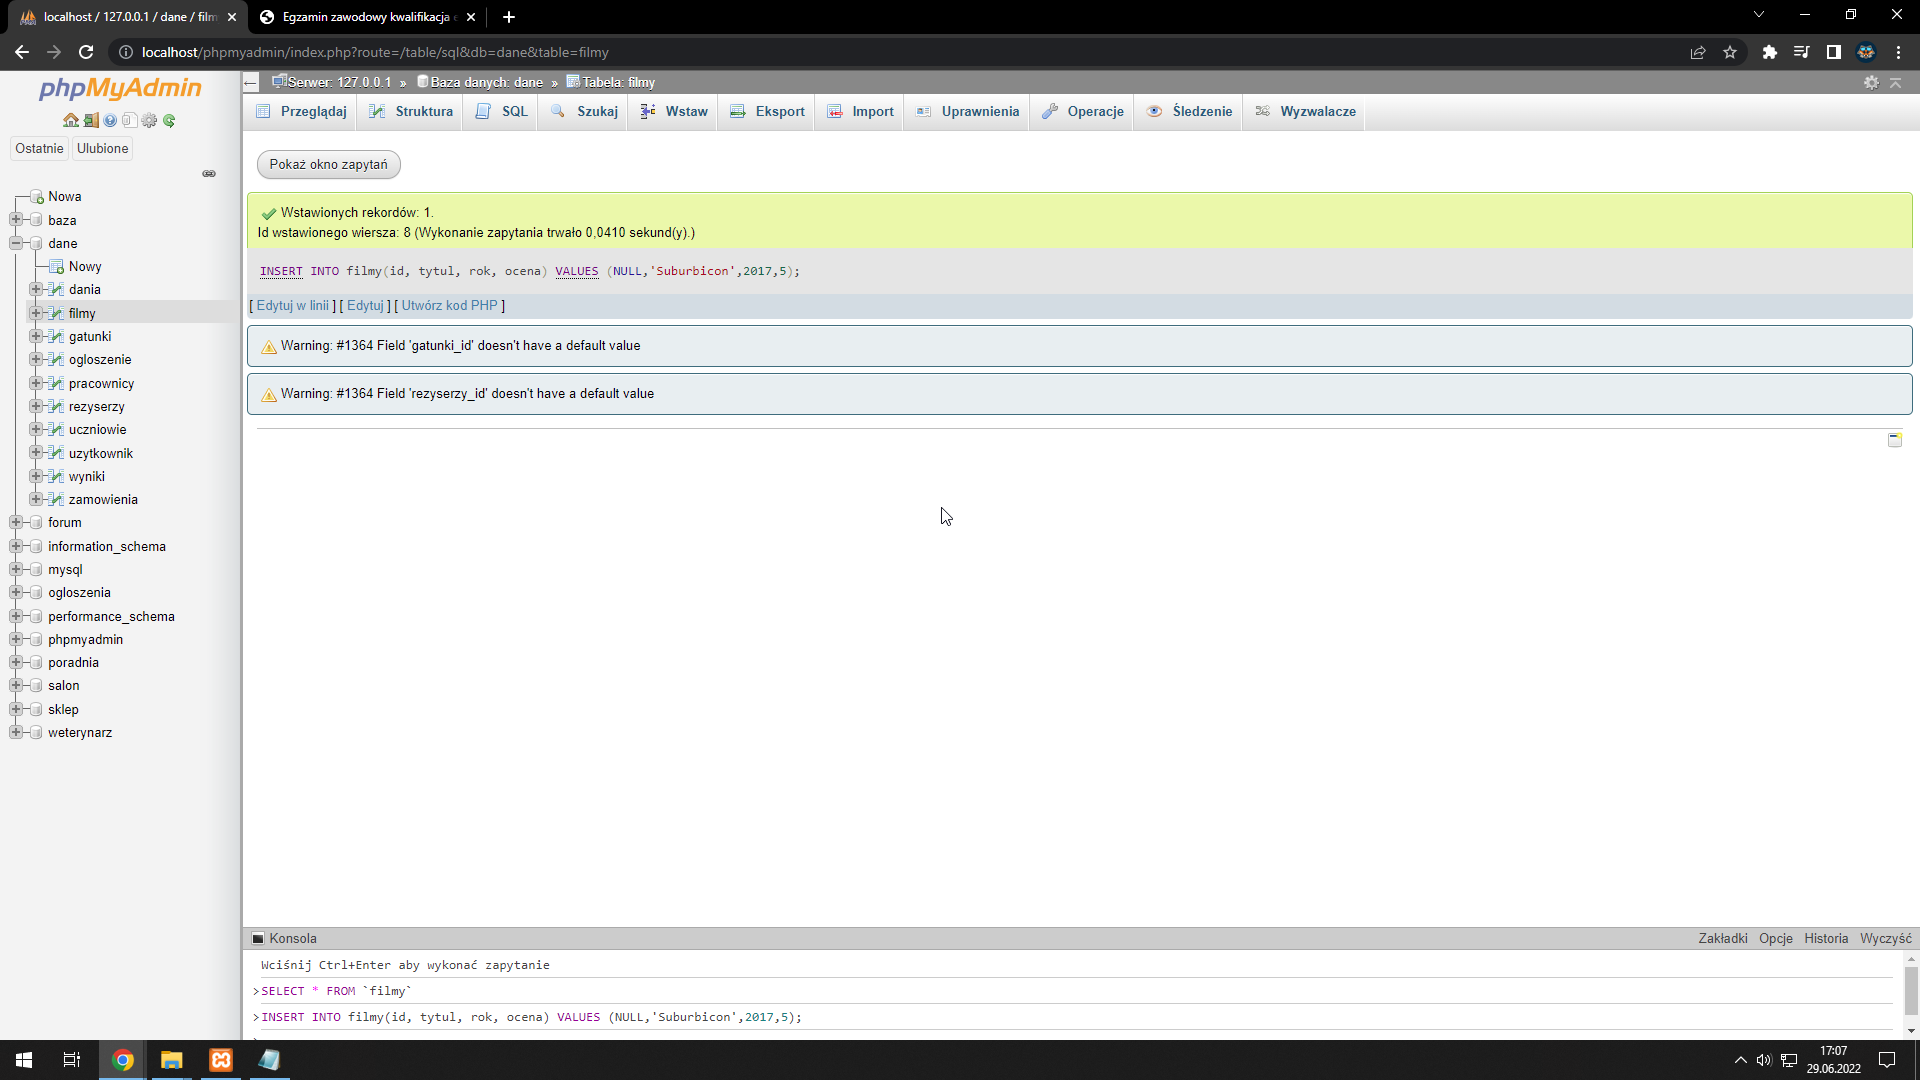 localhost / 127.0.0.1 / dane / film
Egzamin zawodowy kwalifikacja
localhost/phpmyadmin/index.php?route=/table/sql&db=dane&table=filmy
phpMyAdmin
Ostatnie
Ulubione
Nowa
baza
dane
Nowy
dania
filmy
gatunki
ogloszenie
pracownicy
rezyserzy
uczniowie
uzytkownik
wyniki
zamowienia
forum
information_schema
mysql
ogloszenia
performance_schema
phpmyadmin
poradnia
salon
sklep
weterynarz
Serwer: 127.0.0.1 » Baza danych: dane » Tabela: filmy
Przeglądaj
Struktura
SQL
Szukaj
Wstaw
Eksport
Import
Uprawnienia
Operacje
Śledzenie
Wyzwalacze
Pokaż okno zapytań
Wstawionych rekordów: 1.
Id wstawionego wiersza: 8 (Wykonanie zapytania trwało 0,0410 sekund(y).)
INSERT INTO filmy(id, tytul, rok, ocena) VALUES (NULL,'Suburbicon',2017,5);
[ Edytuj w linii ] [ Edytuj ] [ Utwórz kod PHP ]
Warning: #1364 Field 'gatunki_id' doesn't have a default value
Warning: #1364 Field 'rezyserzy_id' doesn't have a default value
Konsola
Zakładki Opcje Historia Wyczyść
Wciśnij Ctrl+Enter aby wykonać zapytanie
>SELECT * FROM `filmy`
>INSERT INTO filmy(id, tytul, rok, ocena) VALUES (NULL,'Suburbicon',2017,5);
17:07
29.06.2022